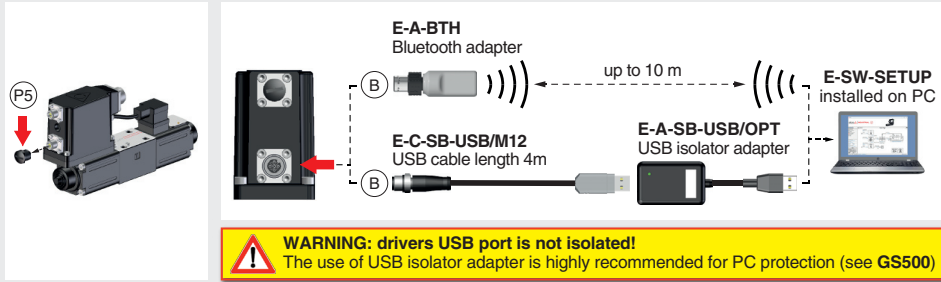 P5
E-A-BTH
Bluetooth adapter
B
up to 10 m
E-SW-SETUP
installed on PC
E-C-SB-USB/M12
USB cable length 4m
E-A-SB-USB/OPT
USB isolator adapter
B
WARNING: drivers USB port is not isolated!
The use of USB isolator adapter is highly recommended for PC protection (see GS500)